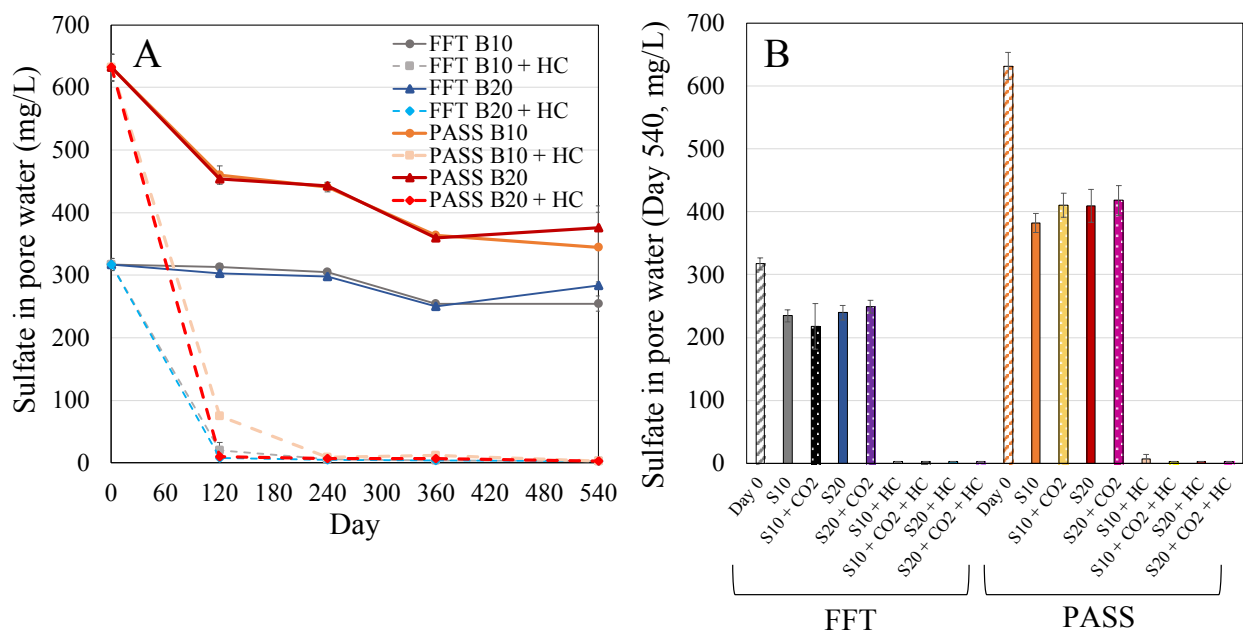 A
Sulfate in pore water (mg/L)
700
600
500
400
300
200
100
0
FFT B10
FFT B10 + HC
FFT B20
FFT B20 + HC
PASS B10
PASS B10 + HC
PASS B20
PASS B20 + HC
0 60 120 180 240 300 360 420 480 540
Day
B
Sulfate in pore water (Day 540, mg/L)
700
600
500
400
300
200
100
0
Day 0
S10
S10 + CO2
S20
S20 + CO2
S10 + HC
S10 + CO2 + HC
S20 + HC
S20 + CO2 + HC
Day 0
S10
S10 + CO2
S20
S20 + CO2
S10 + HC
S10 + CO2 + HC
S20 + HC
S20 + CO2 + HC
FFT
PASS